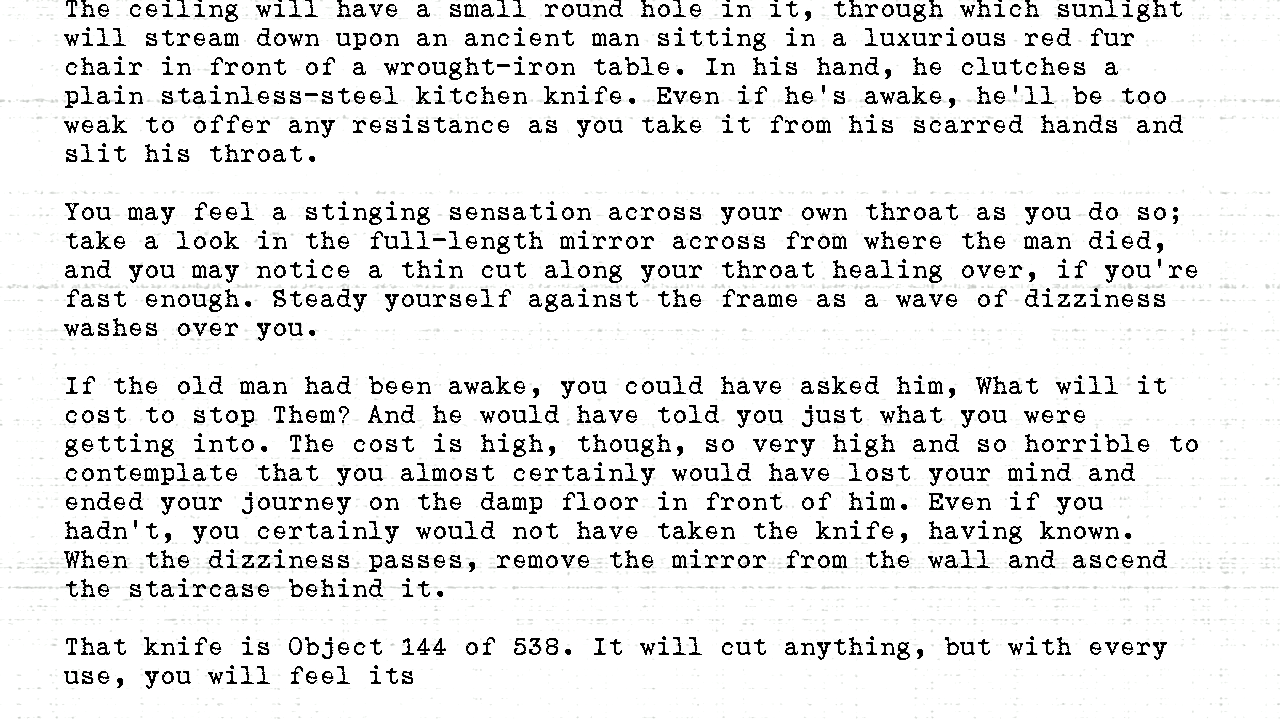 The ceiling will have a small round hole in it, through which sunlight
will stream down upon an ancient man sitting in a luxurious red fur
chair in front of a wrought-iron table. In his hand, he clutches a
plain stainless-steel kitchen knife. Even if he's awake, he'll be too
weak to offer any resistance as you take it from his scarred hands and
slit his throat.

You may feel a stinging sensation across your own throat as you do so;
take a look in the full-length mirror across from where the man died,
and you may notice a thin cut along your throat healing over, if you're
fast enough. Steady yourself against the frame as a wave of dizziness
washes over you.

If the old man had been awake, you could have asked him, What will it
cost to stop Them? And he would have told you just what you were
getting into. The cost is high, though, so very high and so horrible to
contemplate that you almost certainly would have lost your mind and
ended your journey on the damp floor in front of him. Even if you
hadn't, you certainly would not have taken the knife, having known.
When the dizziness passes, remove the mirror from the wall and ascend
the staircase behind it.

That knife is Object 144 of 538. It will cut anything, but with every
use, you will feel its